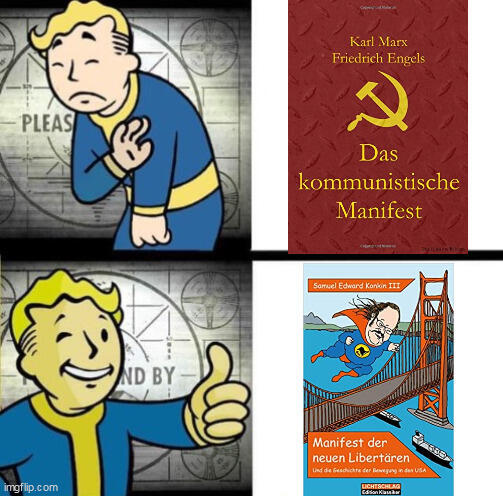 PLEAS
Karl Marx
Friedrich Engels
Das
kommunistische
Manifest
ND BY
Samuel Edward Konkin III
Manifest der
neuen Libertären
Und die Geschichte der Bewegung in den USA
LICHTSCHLAG
Edition Klassiker
imgflip.com